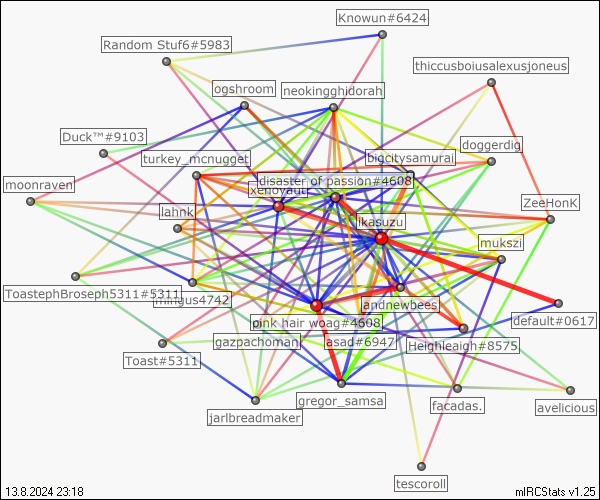 Knowun#6424
Random Stuf6#5983
thiccusboiusalexusjoneus
ogshroom
neokingghidorah
Duck™#9103
doggerdig
turkey_mcnugget
bigcitysamurai
disaster of passion#4608
moonraven
xenoyaut
ZeeHonk
lahnk
ikasuzu
mukszi
ToastephBroseph5311#5311
mingus4742
andrewbees
default#0617
pink hair woag#4608
gazpachoman
asad#6947
Heighleaigh#8575
Toast#5311
gregor_samsa
facadas.
avelicious
jarlbreadmaker
tescoroll
13.8.2024 23:18
mIRCStats v1.25